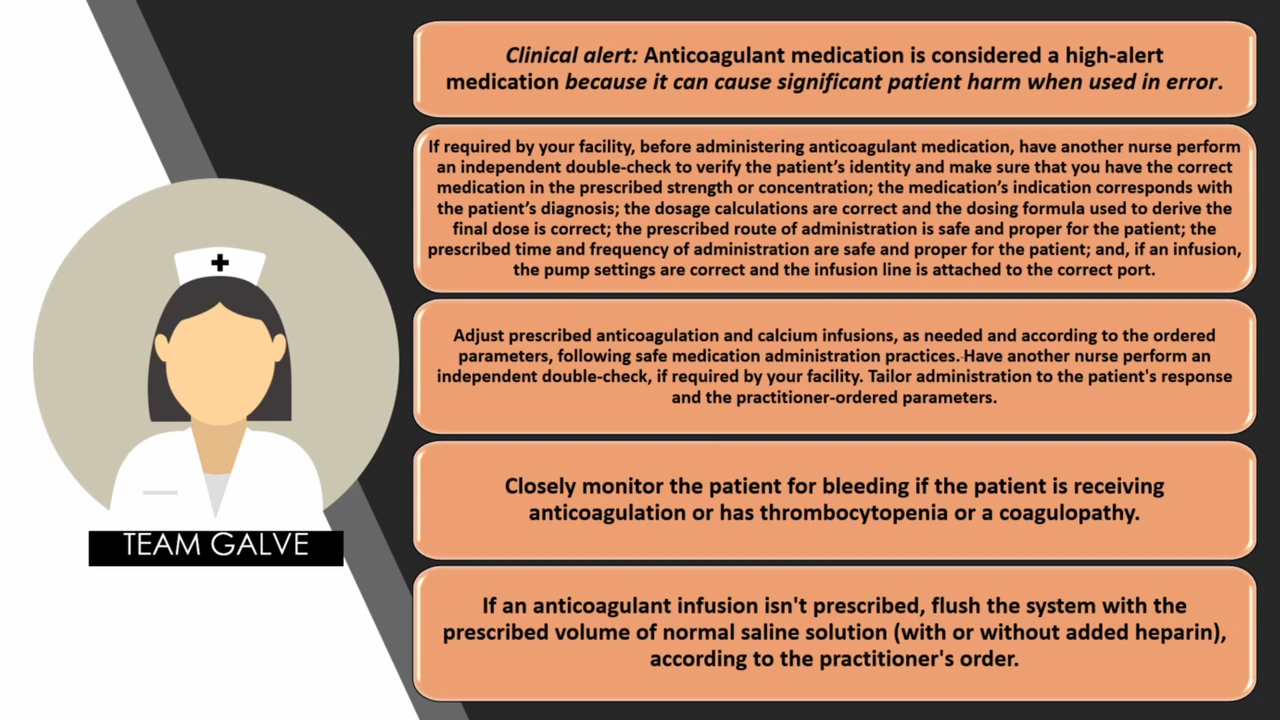 Clinical alert: Anticoagulant medication is considered a high-alert
medication because it can cause significant patient harm when used in error.
If required by your facility, before administering anticoagulant medication, have another nurse perform
an independent double-check to verify the patient’s identity and make sure that you have the correct
medication in the prescribed strength or concentration; the medication’s indication corresponds with
the patient’s diagnosis; the dosage calculations are correct and the dosing formula used to derive the
final dose is correct; the prescribed route of administration is safe and proper for the patient; the
prescribed time and frequency of administration are safe and proper for the patient; and, if an infusion,
the pump settings are correct and the infusion line is attached to the correct port.
Adjust prescribed anticoagulation and calcium infusions, as needed and according to the ordered
parameters, following safe medication administration practices. Have another nurse perform an
independent double-check, if required by your facility. Tailor administration to the patient's response
and the practitioner-ordered parameters.
Closely monitor the patient for bleeding if the patient is receiving
anticoagulation or has thrombocytopenia or a coagulopathy.
If an anticoagulant infusion isn't prescribed, flush the system with the
prescribed volume of normal saline solution (with or without added heparin),
according to the practitioner's order.
TEAM GALVE